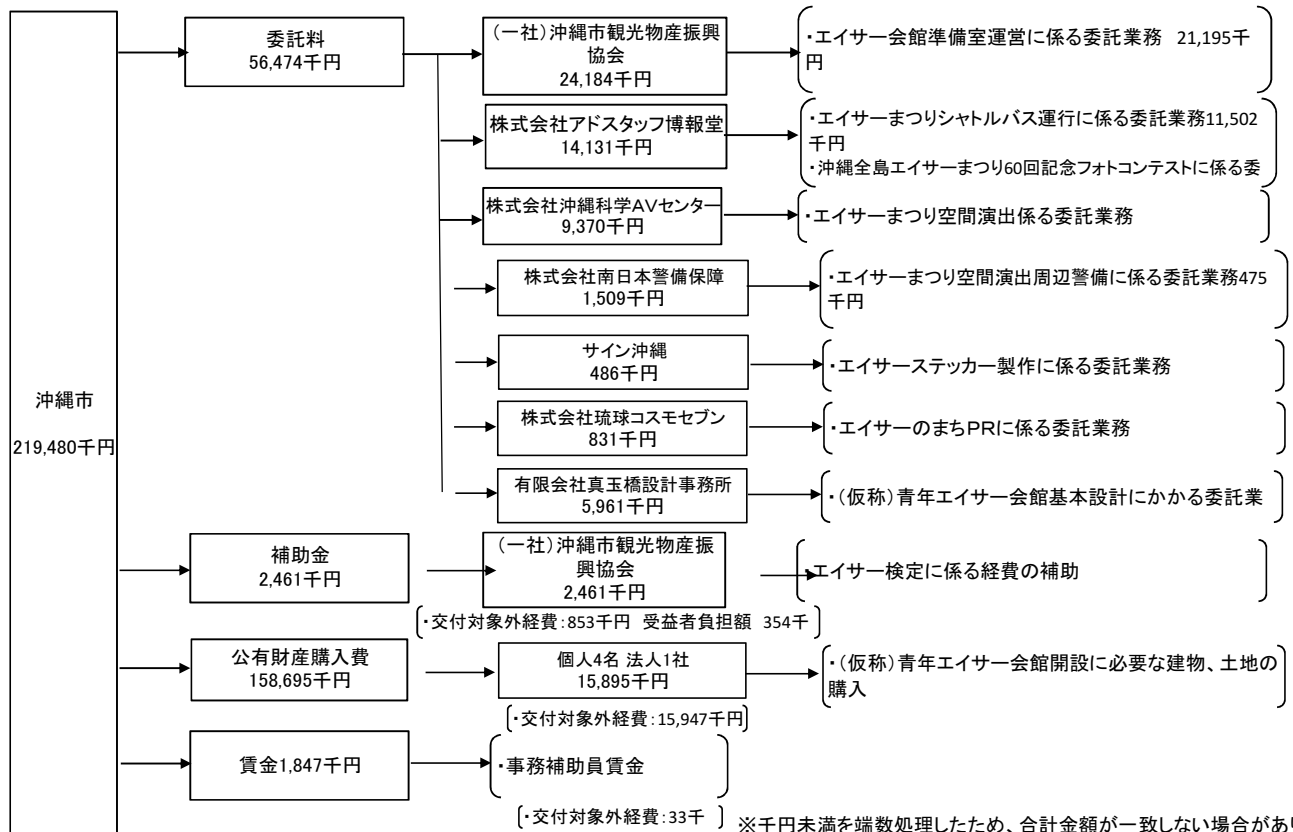 沖縄市
219,480千円
委託料
56,474千円
(一社)沖縄市観光物産振興
協会
24,184千円
・エイサー会館準備室運営に係る委託業務 21,195千
円
株式会社アドスタッフ博報堂
14,131千円
・エイサーまつりシャトルバス運行に係る委託業務11,502
千円
・沖縄全島エイサーまつり60回記念フォトコンテストに係る委
株式会社沖縄科学AVセンター
9,370千円
・エイサーまつり空間演出係る委託業務
株式会社南日本警備保障
1,509千円
・エイサーまつり空間演出周辺警備に係る委託業務475
千円
サイン沖縄
486千円
・エイサーステッカー製作に係る委託業務
株式会社琉球コスモセブン
831千円
・エイサーのまちPRに係る委託業務
有限会社真玉橋設計事務所
5,961千円
・(仮称)青年エイサー会館基本設計にかかる委託業
補助金
2,461千円
(一社)沖縄市観光物産振
興協会
2,461千円
・エイサー検定に係る経費の補助
・交付対象外経費:853千円 受益者負担額 354千
公有財産購入費
158,695千円
個人4名 法人1社
15,895千円
・(仮称)青年エイサー会館開設に必要な建物、土地の
購入
・交付対象外経費:15,947千円
賃金1,847千円
・事務補助員賃金
・交付対象外経費:33千
※千円未満を端数処理したため、合計金額が一致しない場合があり